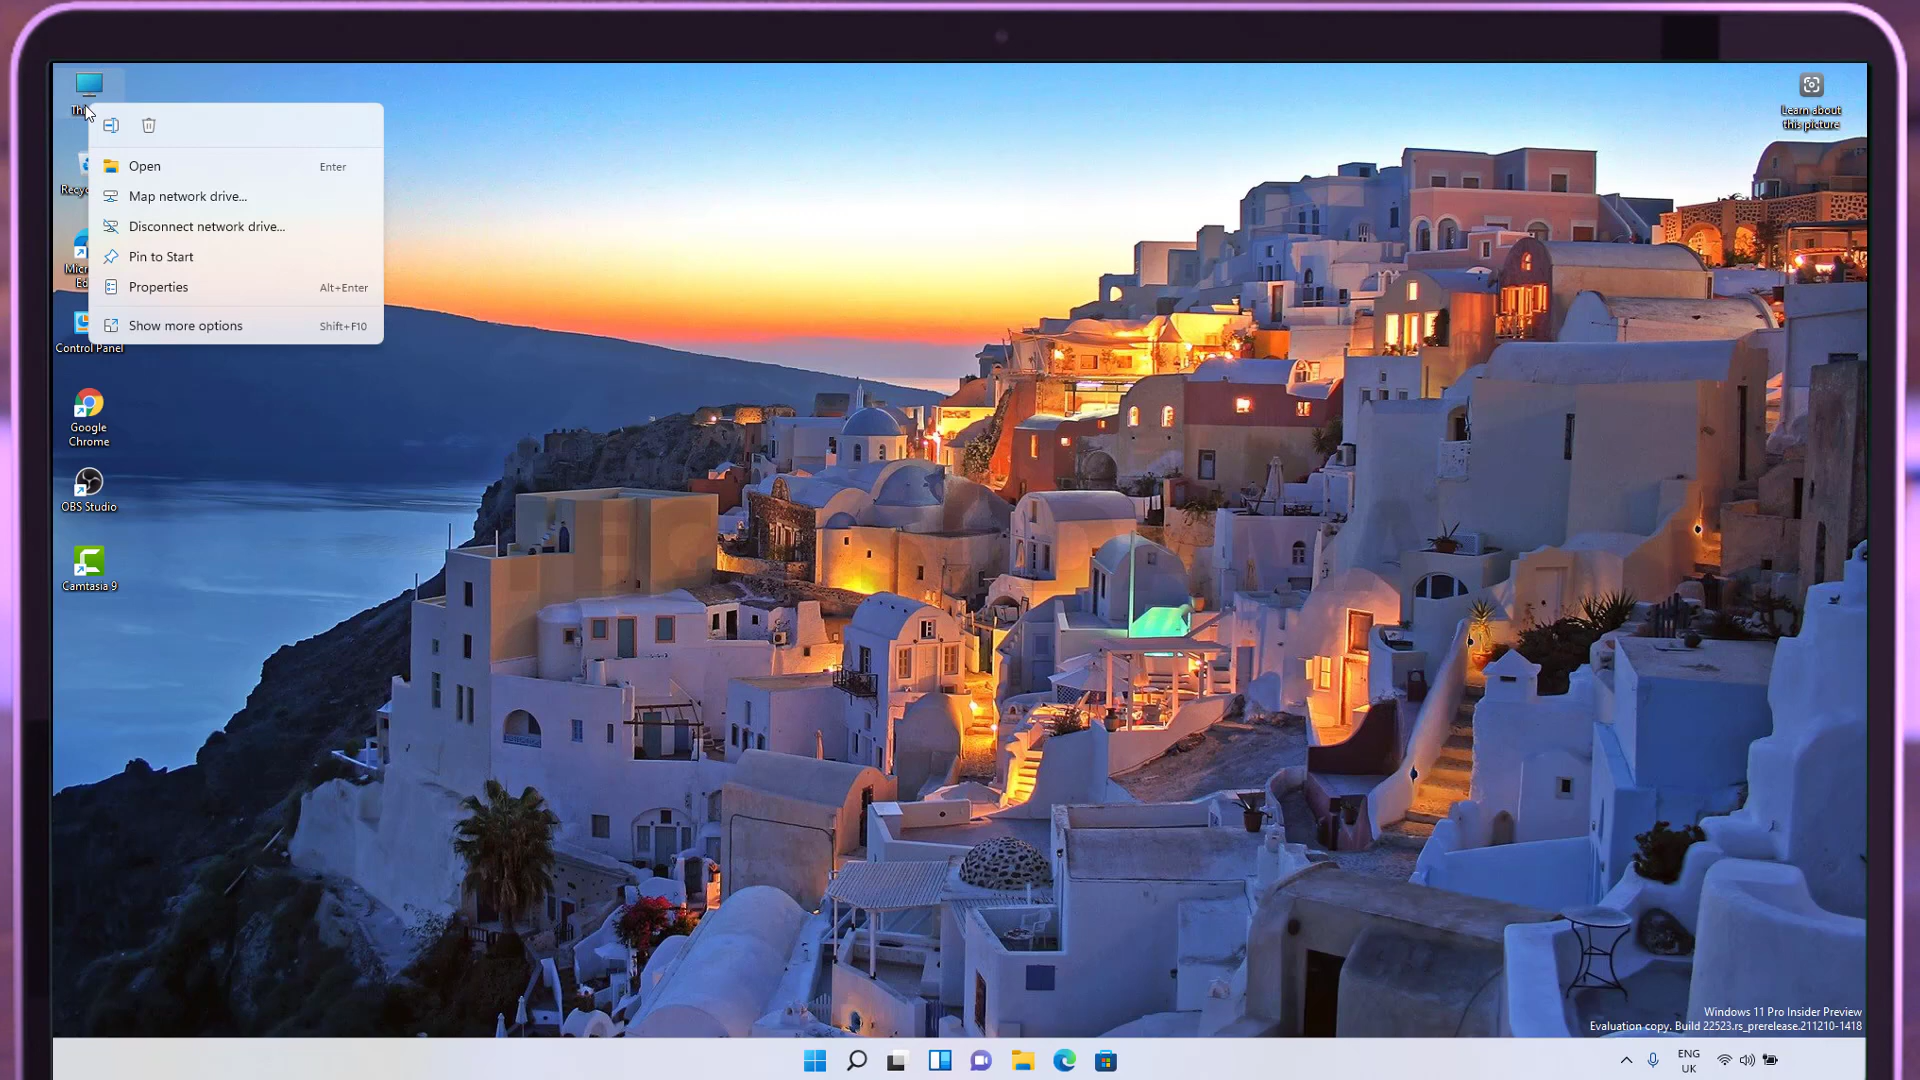 Learn about
this picture
Open Enter
Map network drive...
Disconnect network drive...
Pin to Start
Properties Alt+Enter
Show more options Shift+F10
Control Panel
Google
Chrome
OBS Studio
Camtasia 9
Windows 11 Pro Insider Preview
Evaluation copy. Build 22523.rs_prerelease.211210-1418
ENG
UK